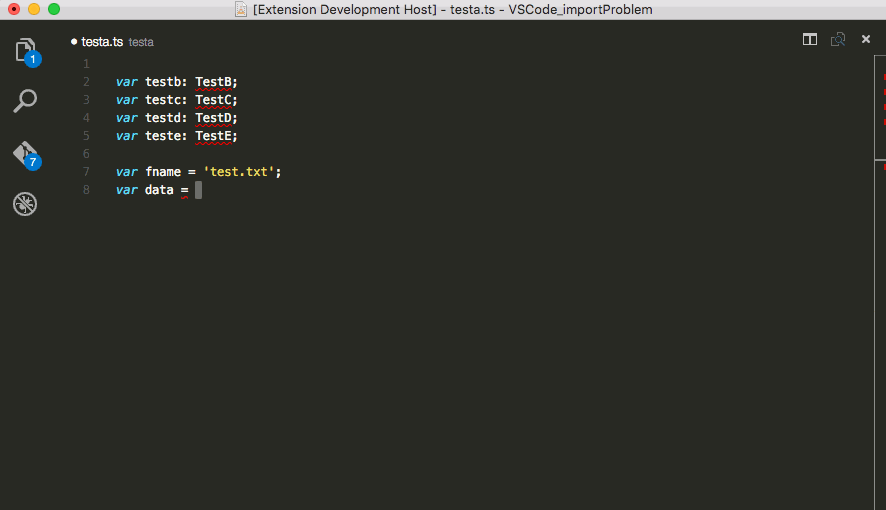 [Extension Development Host] - testa.ts - VSCode_importProblem
● testa.ts testa
1
1
2 var testb: TestB;
3 var testc: TestC;
4 var testd: TestD;
5 var teste: TestE;
6
7 var fname = 'test.txt';
8 var data =
7